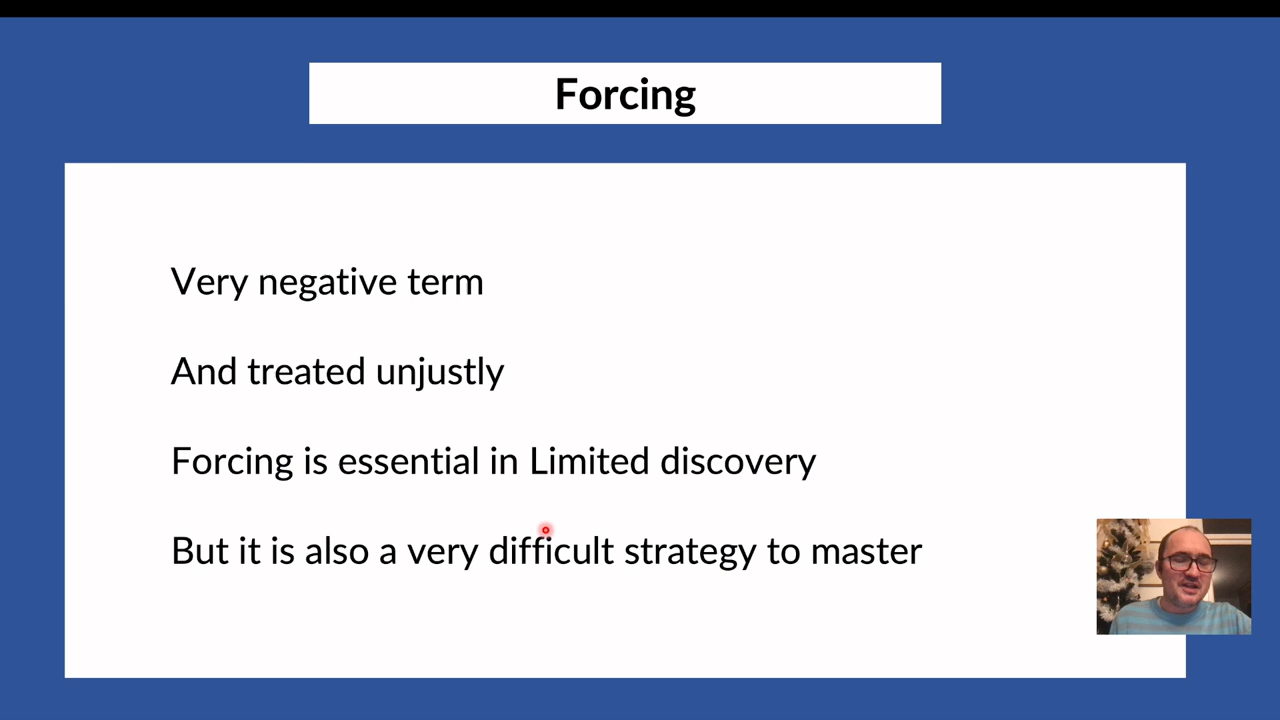 Forcing
Very negative term
And treated unjustly
Forcing is essential in Limited discovery
But it is also a very difficult strategy to master